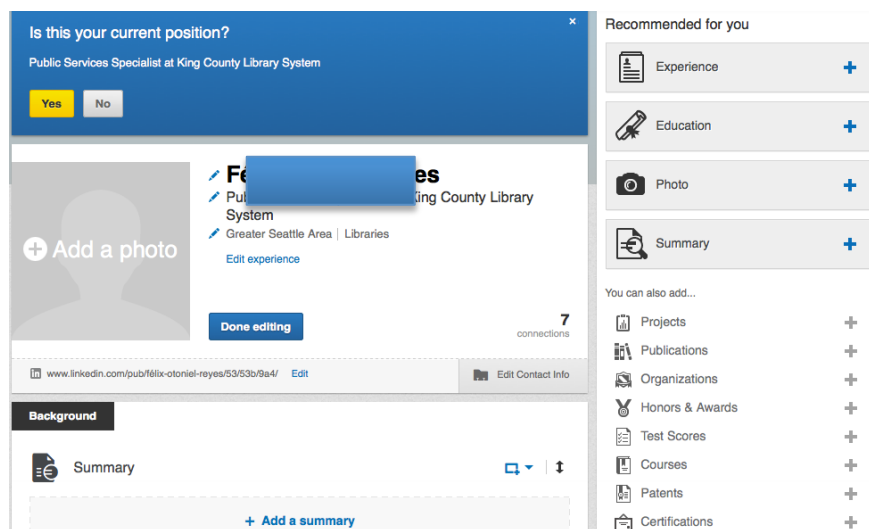 Is this your current position?
×
Public Services Specialist at King County Library System
Yes No
Fé es
Pu King County Library
System
Greater Seattle Area | Libraries
Edit experience
Add a photo
Done editing
7
connections
www.linkedin.com/pub/félix-otoniel-reyes/53/53b/9a4/ Edit
Edit Contact Info
Background
Summary
+ Add a summary
Recommended for you
Experience +
Education +
Photo +
Summary +
You can also add...
Projects +
Publications +
Organizations +
Honors & Awards +
Test Scores +
Courses +
Patents +
Certifications +